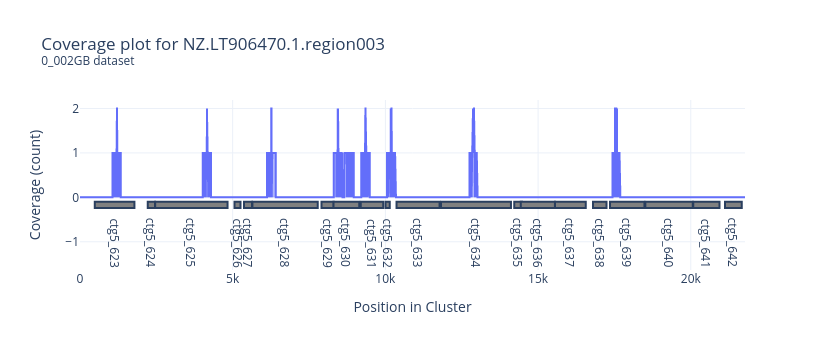 Coverage plot for NZ.LT906470.1.region003
0_002GB dataset
Coverage (count)
2
1
0
−1
ctg5_623
ctg5_624
ctg5_625
ctg5_626
ctg5_627
ctg5_628
ctg5_629
ctg5_630
ctg5_631
ctg5_632
ctg5_633
ctg5_634
ctg5_635
ctg5_636
ctg5_637
ctg5_638
ctg5_639
ctg5_640
ctg5_641
ctg5_642
0 5k 10k 15k 20k
Position in Cluster